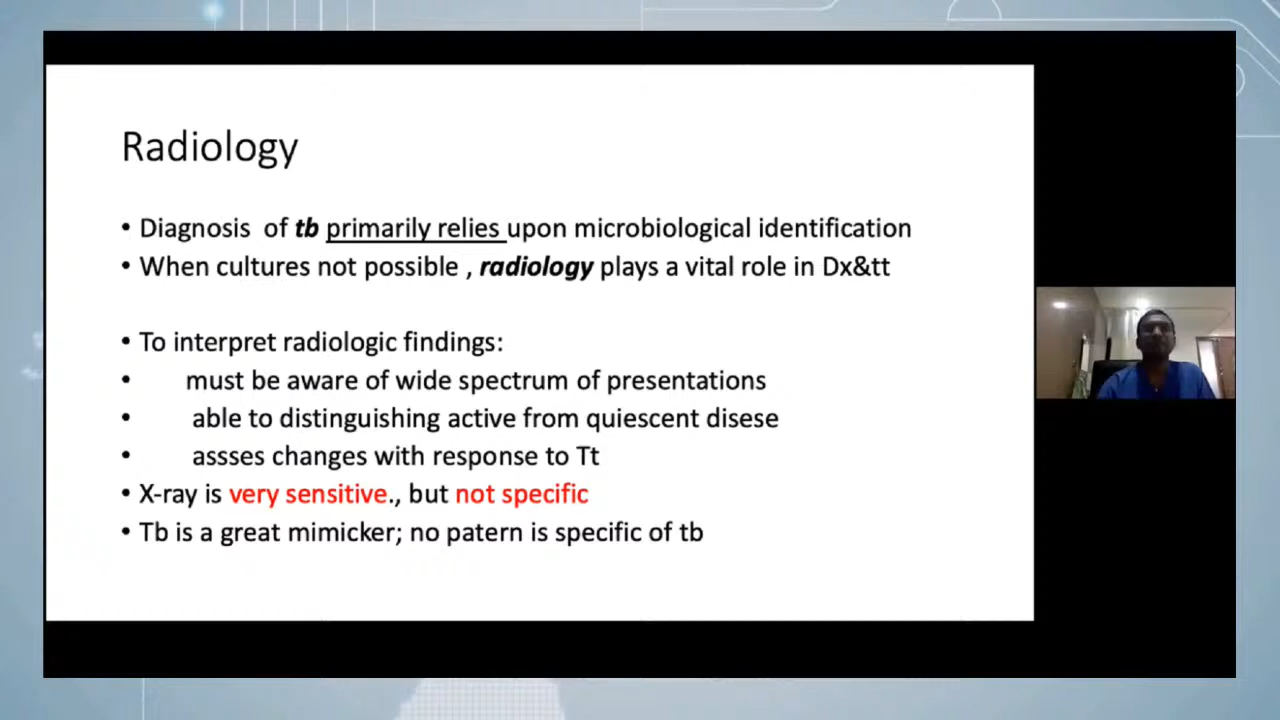 Radiology
• Diagnosis of tb primarily relies upon microbiological identification
• When cultures not possible , radiology plays a vital role in Dx&tt
• To interpret radiologic findings:
• must be aware of wide spectrum of presentations
• able to distinguishing active from quiescent disese
• assses changes with response to Tt
• X-ray is very sensitive., but not specific
• Tb is a great mimicker; no patern is specific of tb